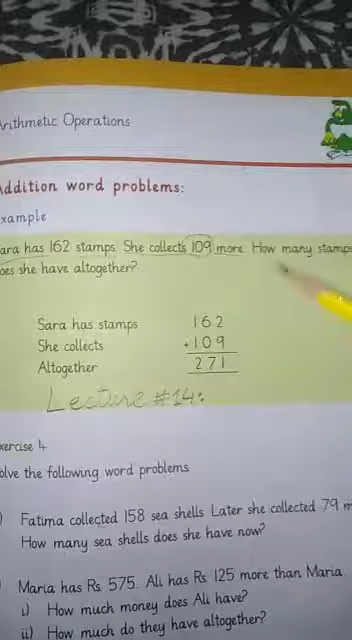 Arithmetic Operations
Addition word problems:
xample
ara has 162 stamps. She collects 109 more. How many stamps
oes she have altogether?
Sara has stamps 162
She collects +109
Altogether 271
Lecture #14:
xercise 4
olve the following word problems
) Fatima collected 158 sea shells. Later she collected 79 m
How many sea shells does she have now?
Maria has Rs. 575. Ali has Rs. 125 more than Maria.
i) How much money does Ali have?
ii) How much do they have altogether?